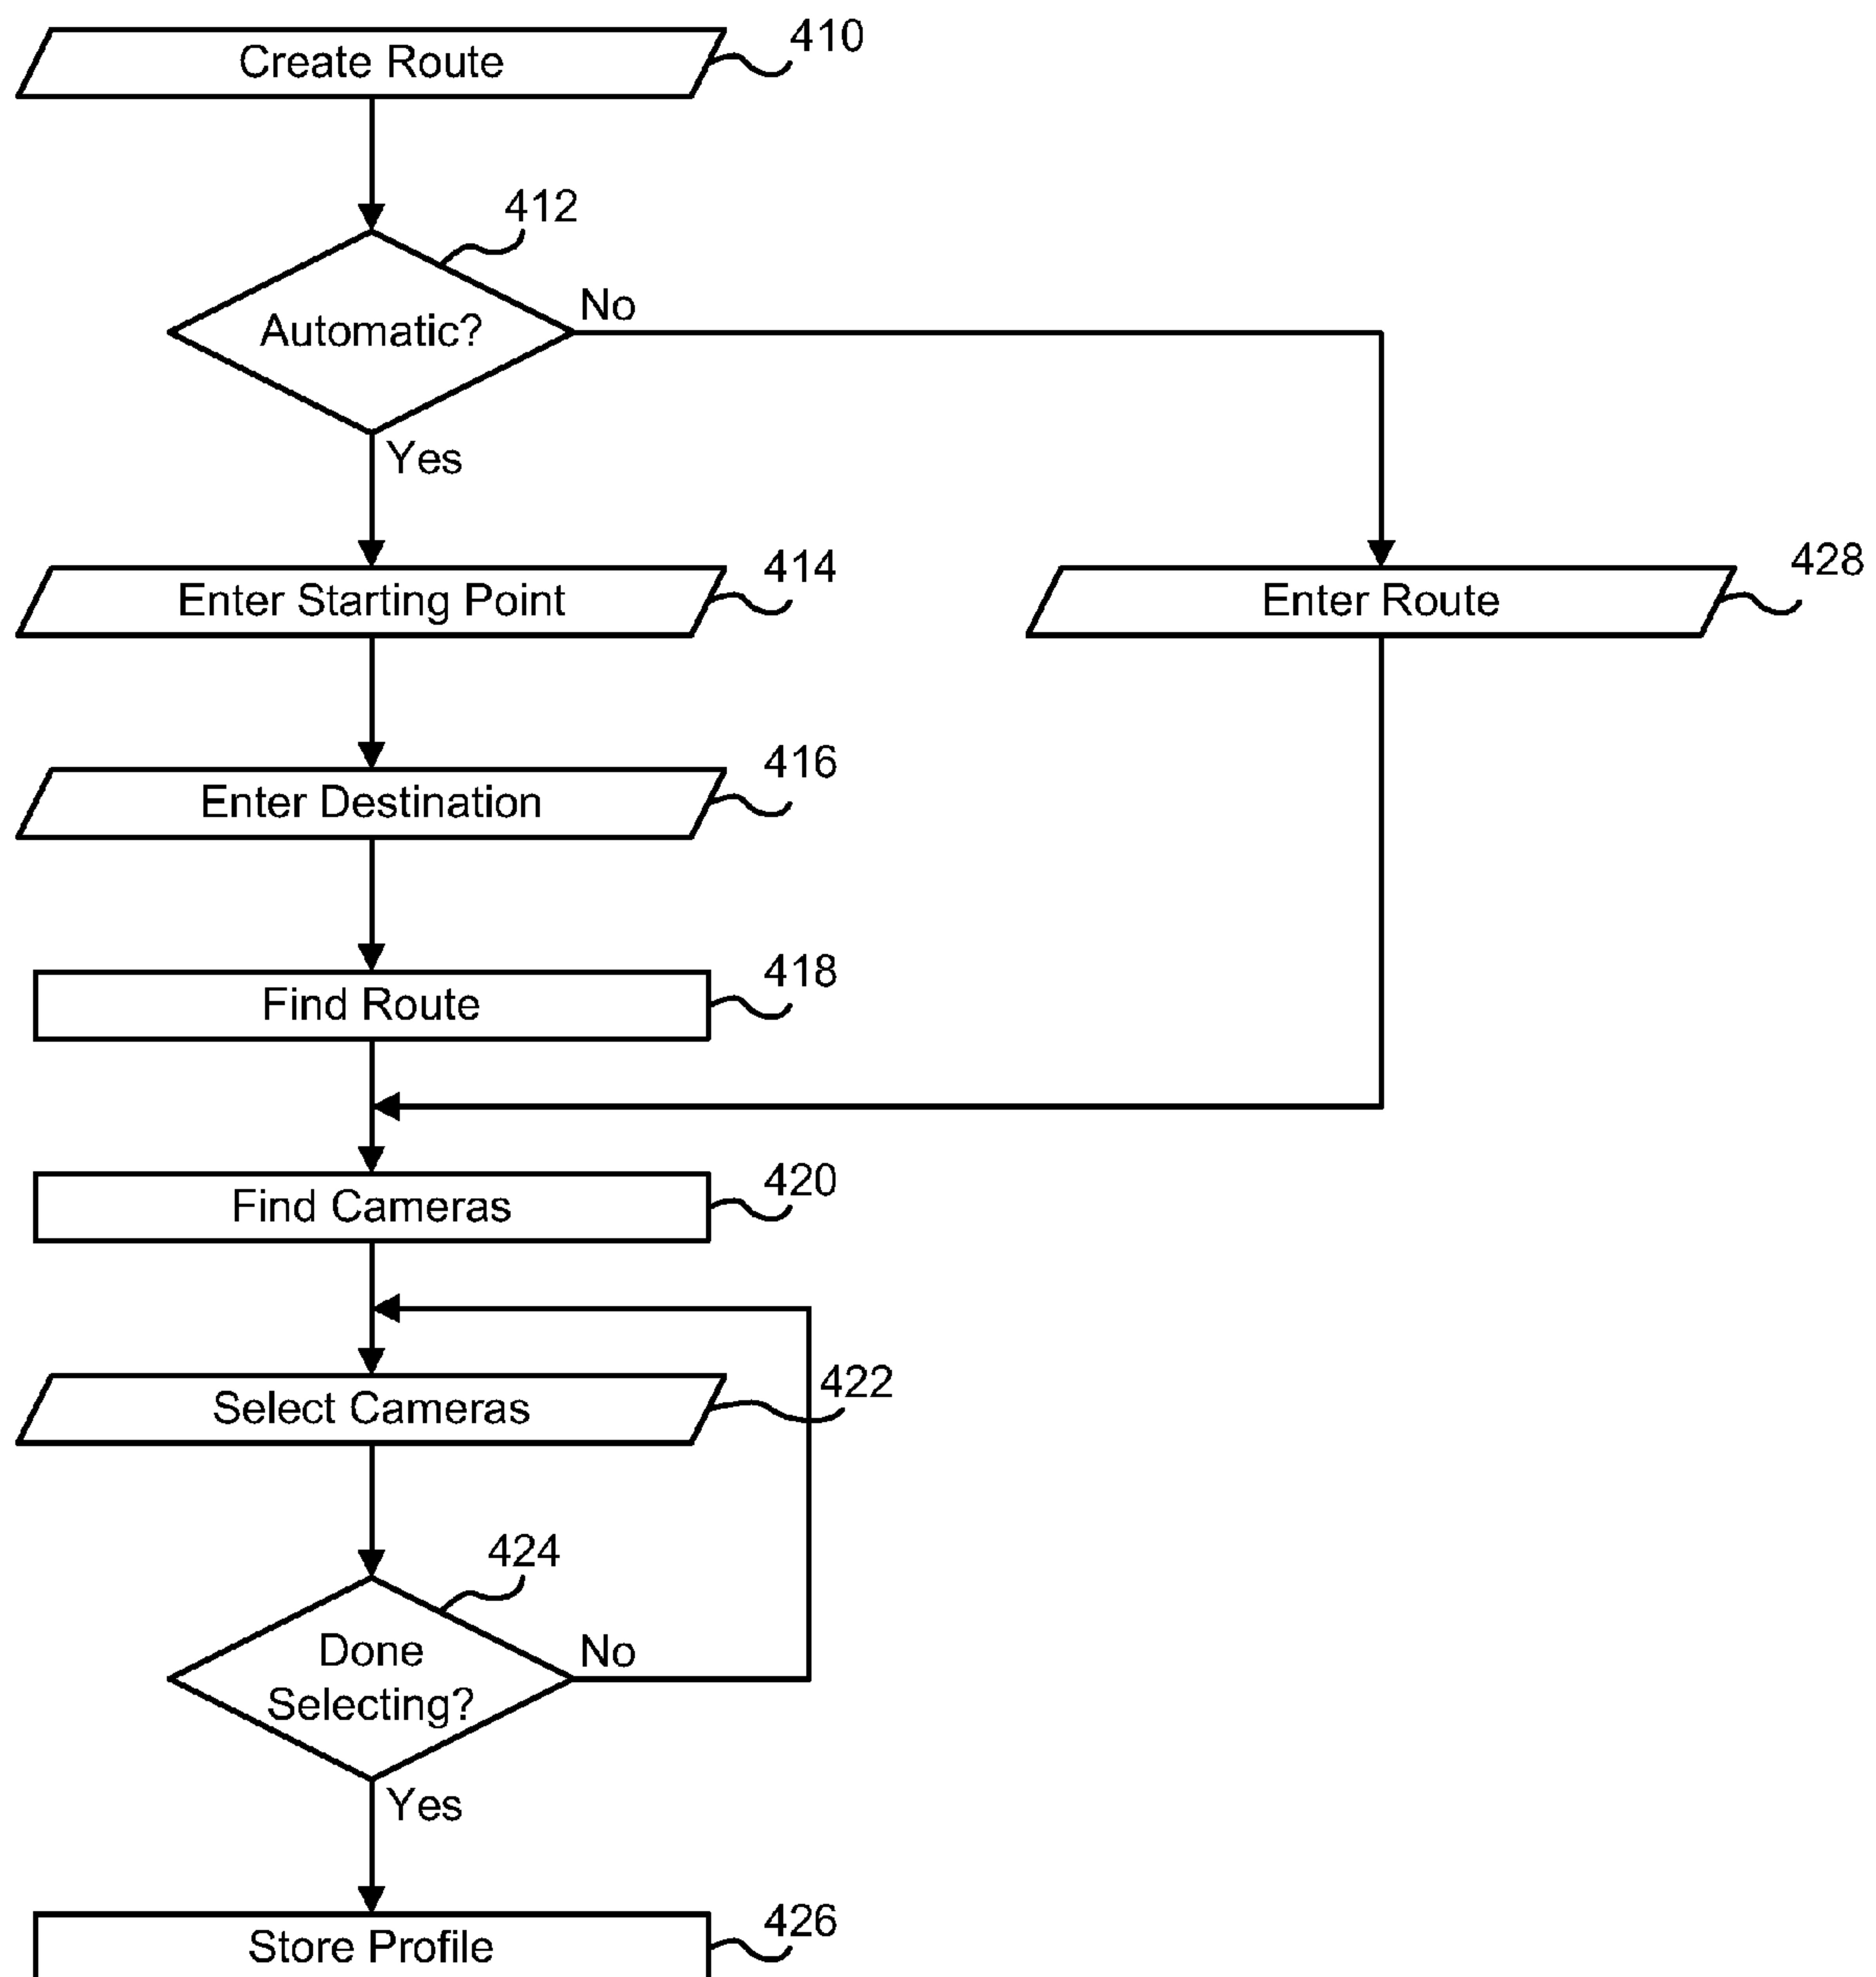 Create Route
410
412
Automatic?
No
Yes
Enter Starting Point
414
Enter Route
428
Enter Destination
416
Find Route
418
Find Cameras
420
Select Cameras
422
424
Done
Selecting?
No
Yes
Store Profile
426